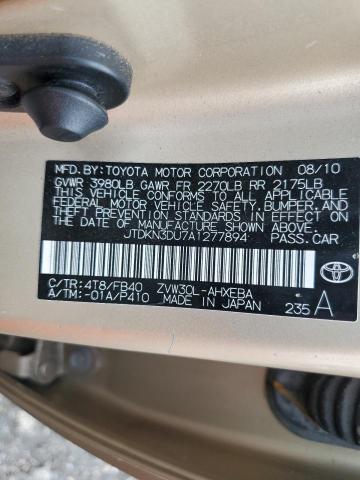 MFD.BY:TOYOTA MOTOR CORPORATION 08/10
GVWR 3980LB GAWR FR 2270LB RR 2175LB
THIS VEHICLE CONFORMS TO ALL APPLICABLE
FEDERAL MOTOR VEHICLE SAFETY, BUMPER, AND
THEFT PREVENTION STANDARDS IN EFFECT ON
THE DATE OF MANUFACTURE SHOWN ABOVE.
JTDKN3DU7A1277894 PASS.CAR
C/TR:4T8/FB40 ZVW30L-AHXEBA
A/TM:-01A/P410 MADE IN JAPAN 235 A
TOYOTA